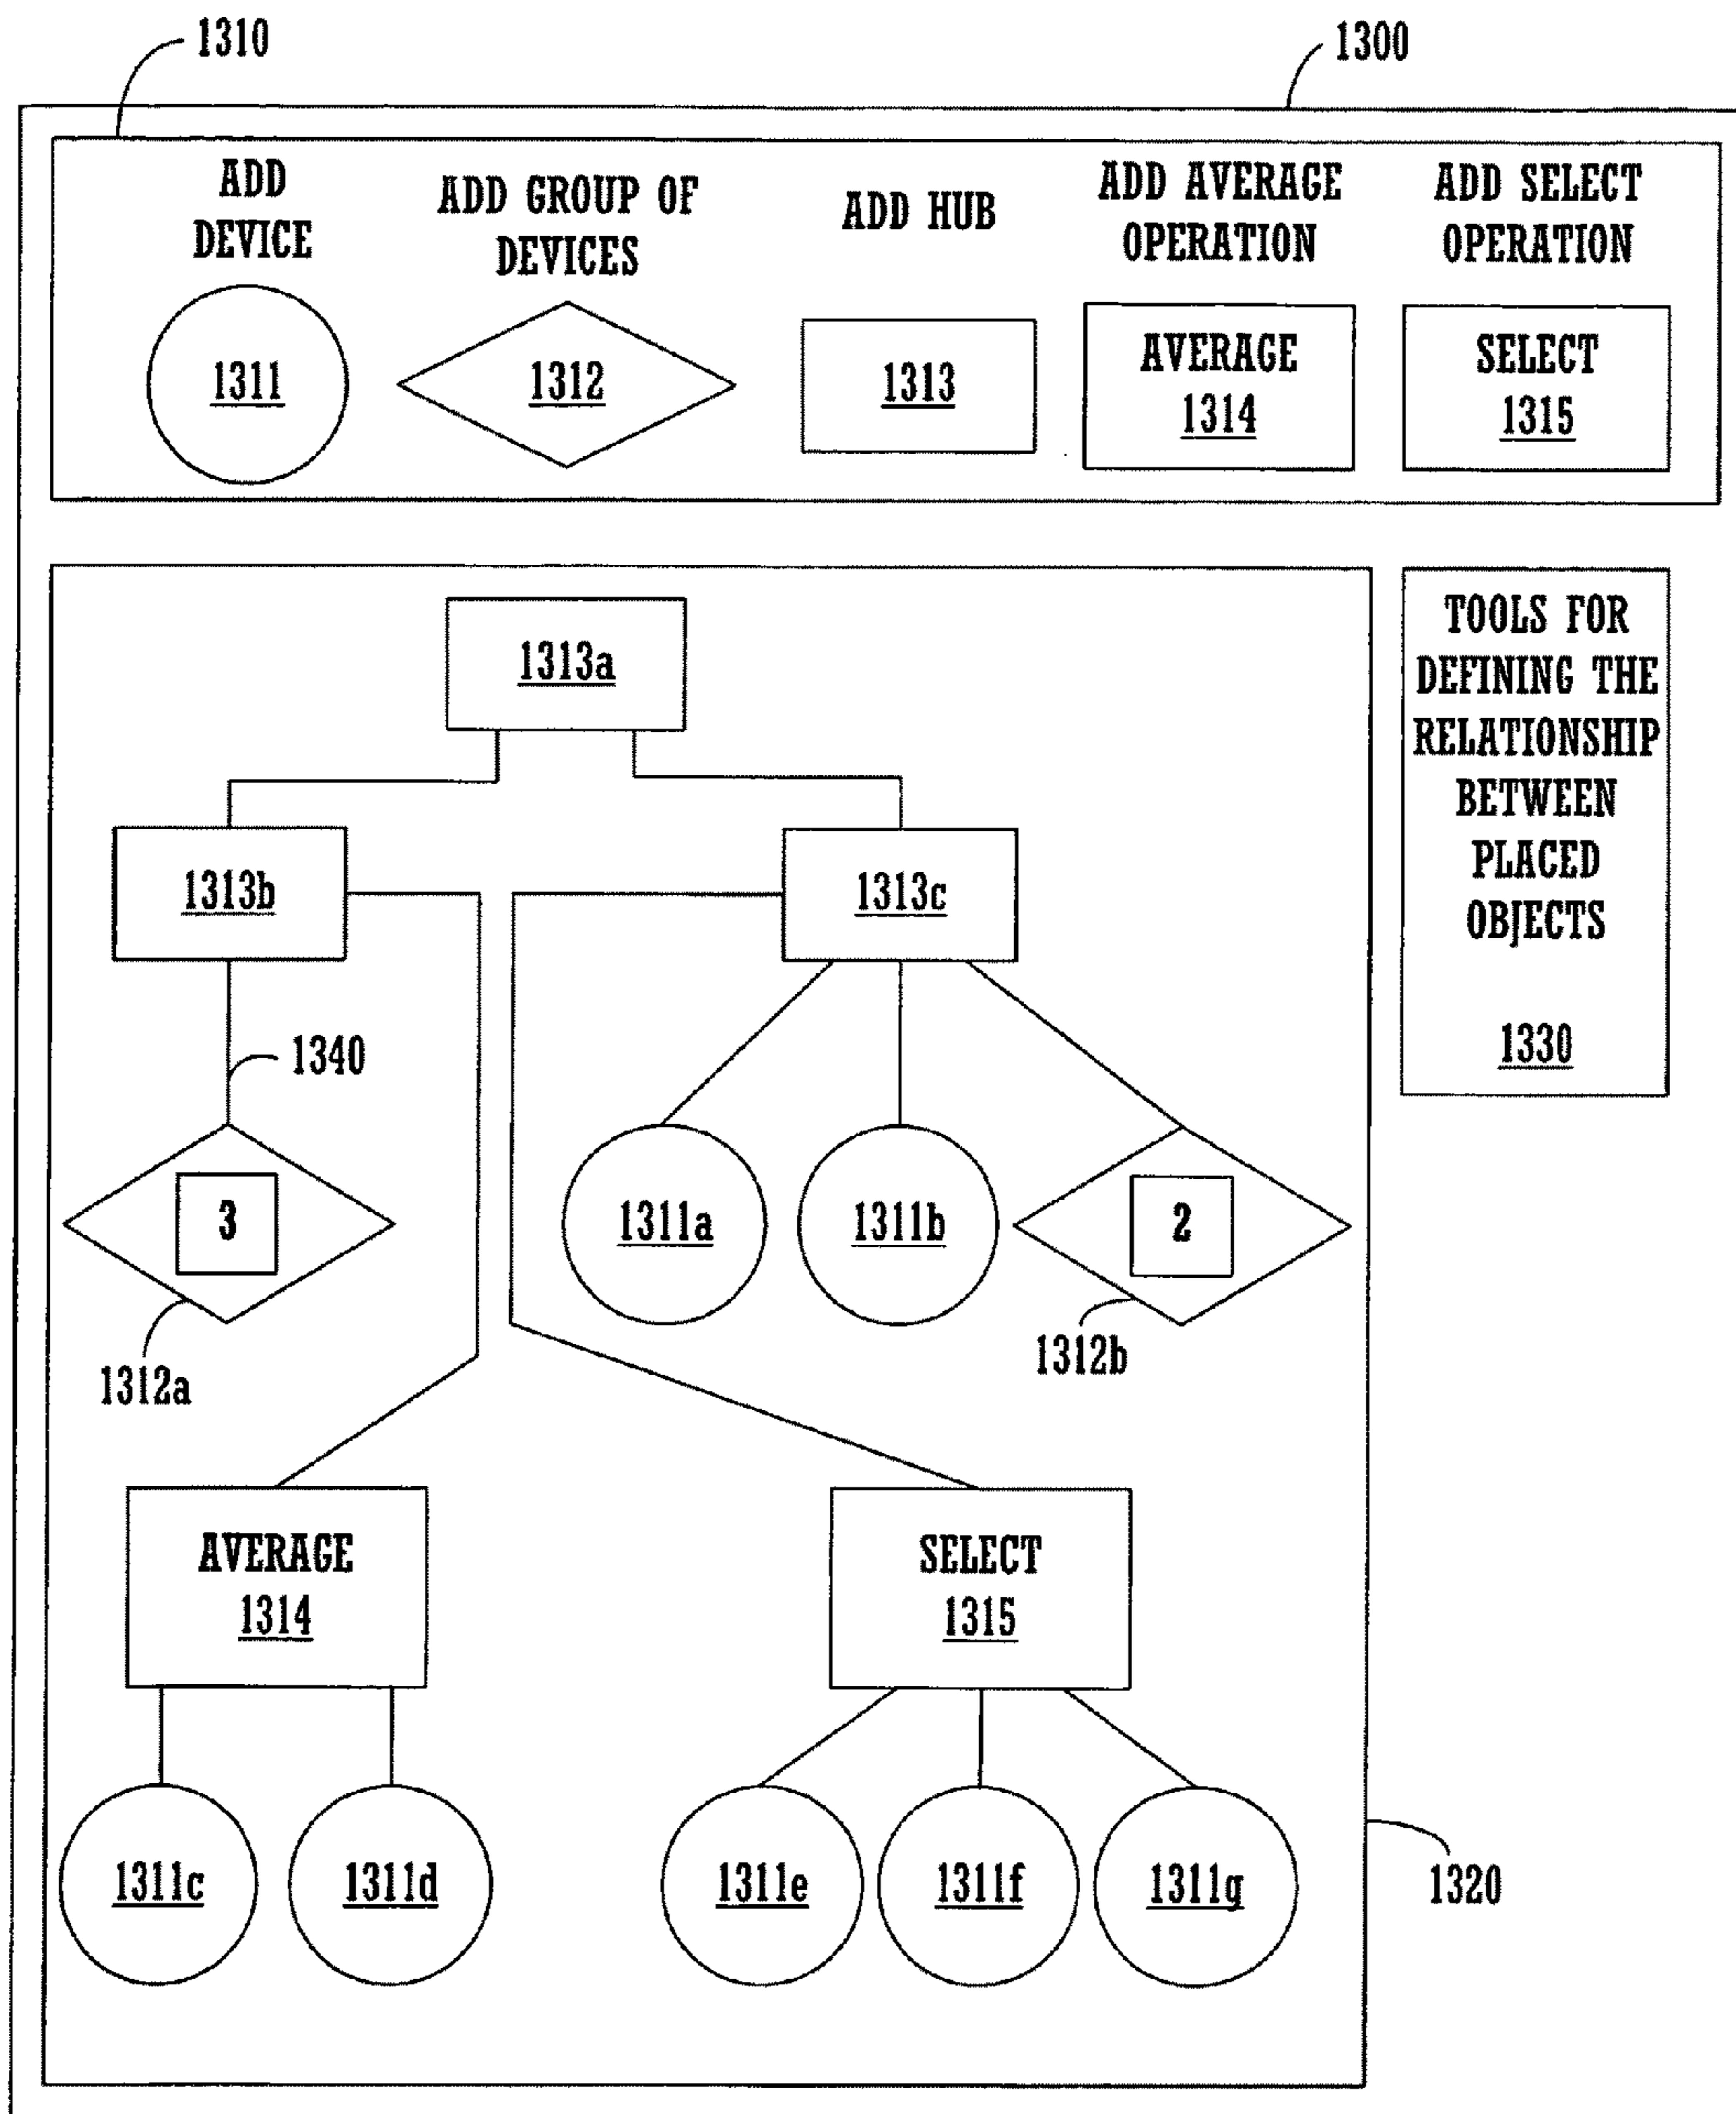 1310
1300
ADD
DEVICE
1311
ADD GROUP OF
DEVICES
1312
ADD HUB
1313
ADD AVERAGE
OPERATION
AVERAGE
1314
ADD SELECT
OPERATION
SELECT
1315
TOOLS FOR
DEFINING THE
RELATIONSHIP
BETWEEN
PLACED
OBJECTS
1330
1313a
1313b
1313c
1340
3
1312a
1311a
1311b
2
1312b
AVERAGE
1314
SELECT
1315
1311c
1311d
1311e
1311f
1311g
1320